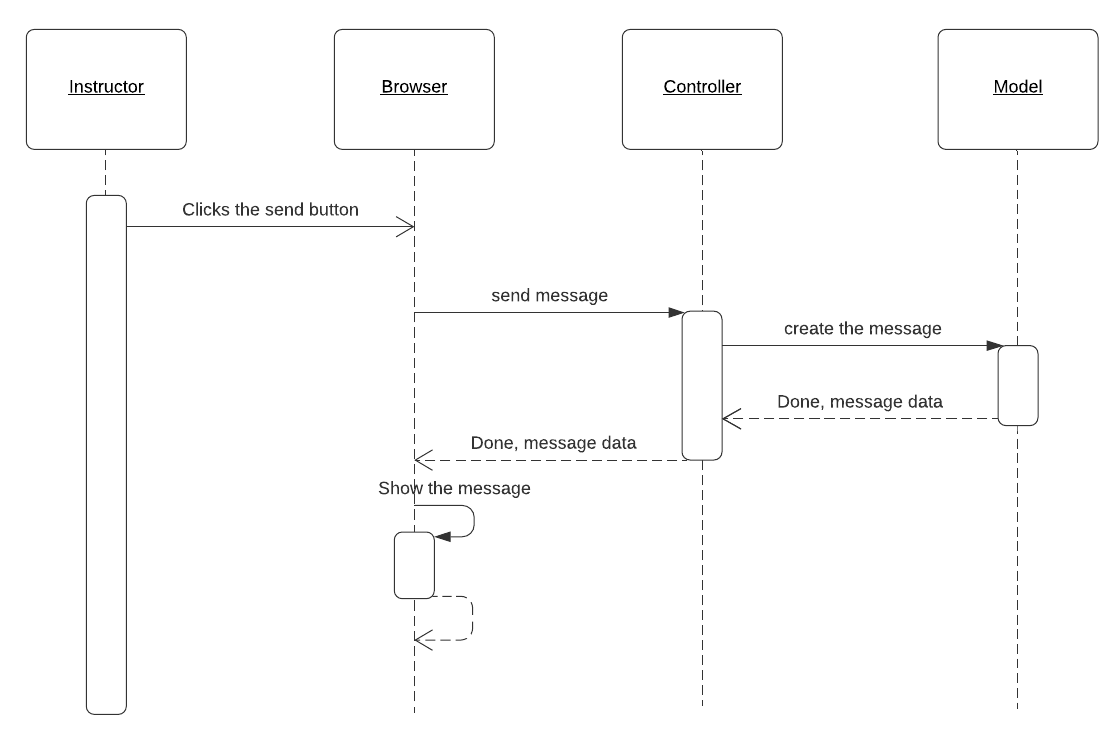 Instructor
Browser
Controller
Model
Clicks the send button
send message
create the message
Done, message data
Done, message data
Show the message